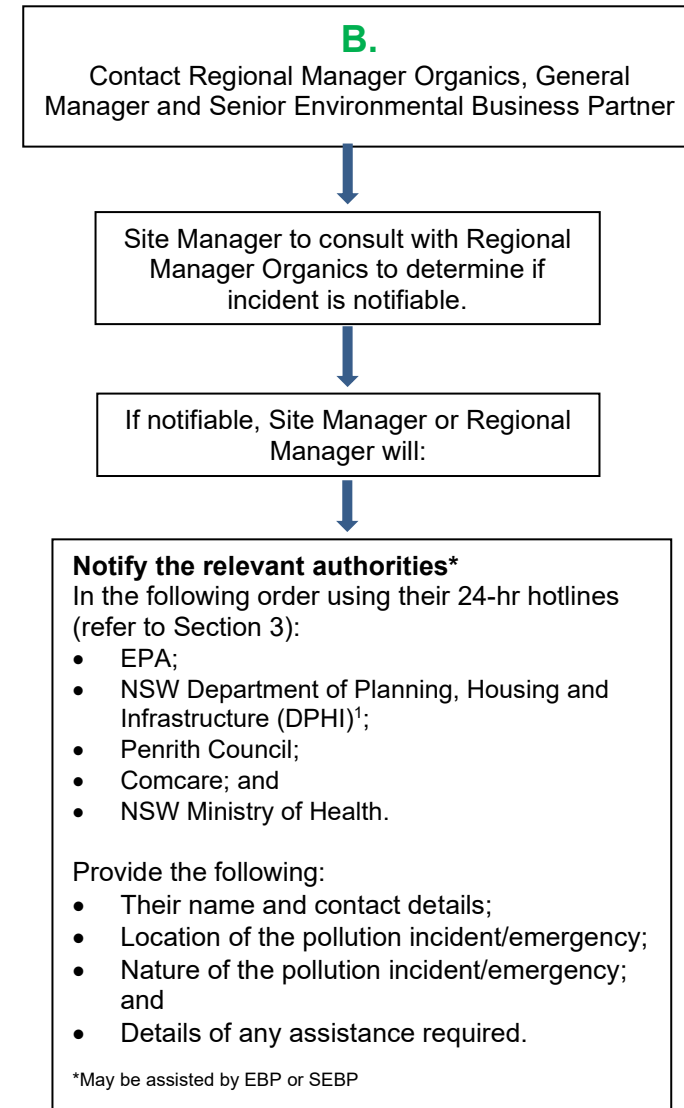 B.
Contact Regional Manager Organics, General
Manager and Senior Environmental Business Partner
Site Manager to consult with Regional
Manager Organics to determine if
incident is notifiable.
If notifiable, Site Manager or Regional
Manager will:
Notify the relevant authorities*
In the following order using their 24-hr hotlines
(refer to Section 3):
• EPA;
• NSW Department of Planning, Housing and
Infrastructure (DPHI)¹;
• Penrith Council;
• Comcare; and
• NSW Ministry of Health.
Provide the following:
• Their name and contact details;
• Location of the pollution incident/emergency;
• Nature of the pollution incident/emergency;
and
• Details of any assistance required.
*May be assisted by EBP or SEBP